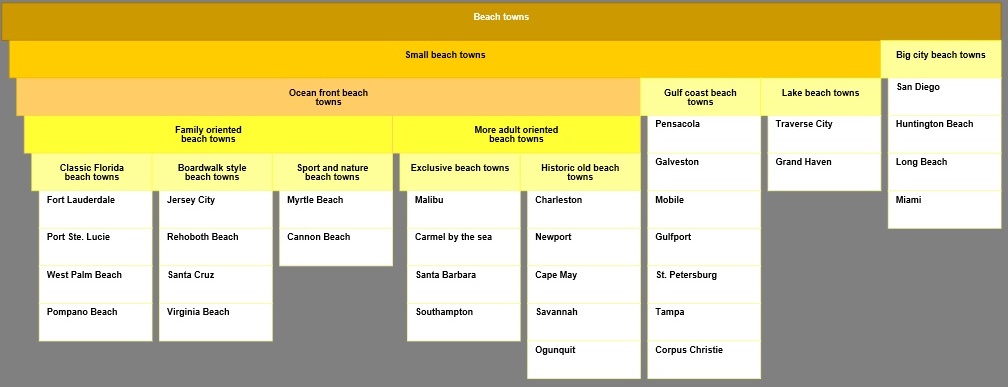 Beach towns
Small beach towns
Big city beach towns
Ocean front beach
towns
Gulf coast beach
towns
Lake beach towns
San Diego
Family oriented
beach towns
More adult oriented
beach towns
Pensacola
Traverse City
Huntington Beach
Classic Florida
beach towns
Boardwalk style
beach towns
Sport and nature
beach towns
Exclusive beach towns
Historic old beach
towns
Galveston
Grand Haven
Long Beach
Fort Lauderdale
Jersey City
Myrtle Beach
Malibu
Charleston
Mobile
Miami
Port Ste. Lucie
Rehoboth Beach
Cannon Beach
Carmel by the sea
Newport
Gulfport
West Palm Beach
Santa Cruz
Santa Barbara
Cape May
St. Petersburg
Pompano Beach
Virginia Beach
Southampton
Savannah
Tampa
Ogunquit
Corpus Christie